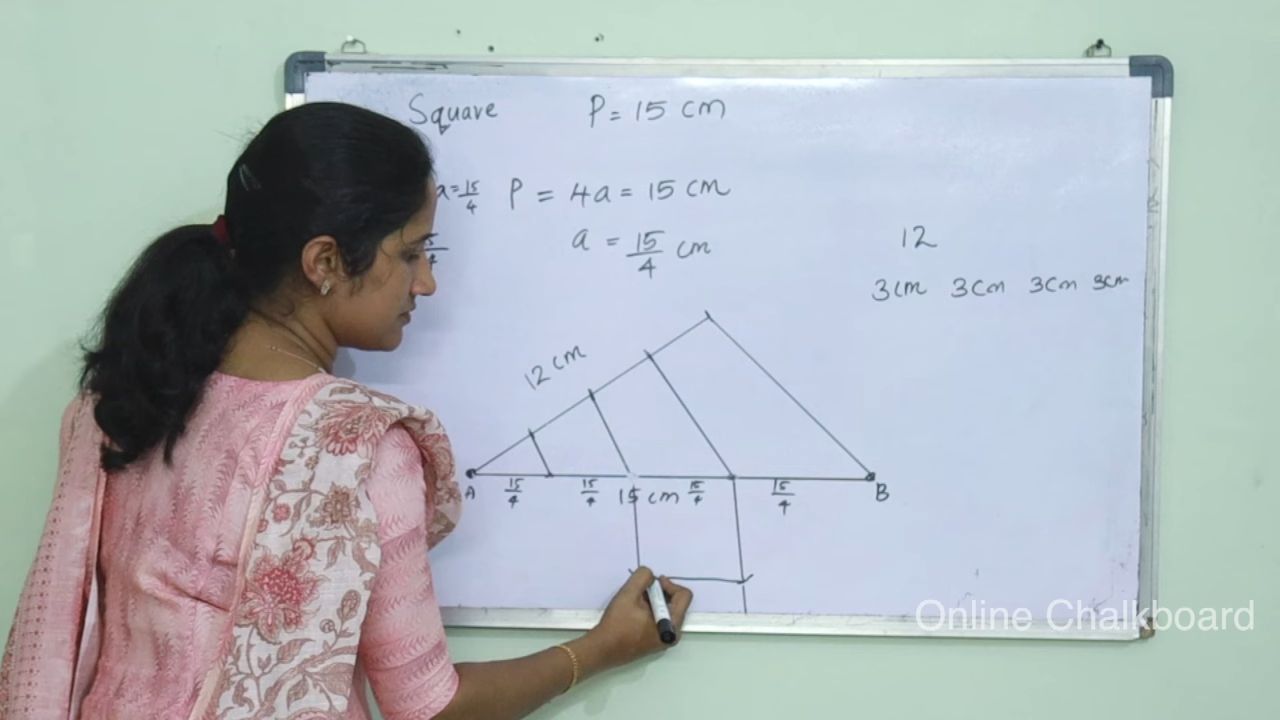 Square P = 15 cm
a = 15/4 P = 4a = 15 cm
a = 15/4 cm
12
3cm 3cm 3cm 3cm
12 cm
A 15/4 15/4 15 cm 15/4 15/4 B
Online Chalkboard